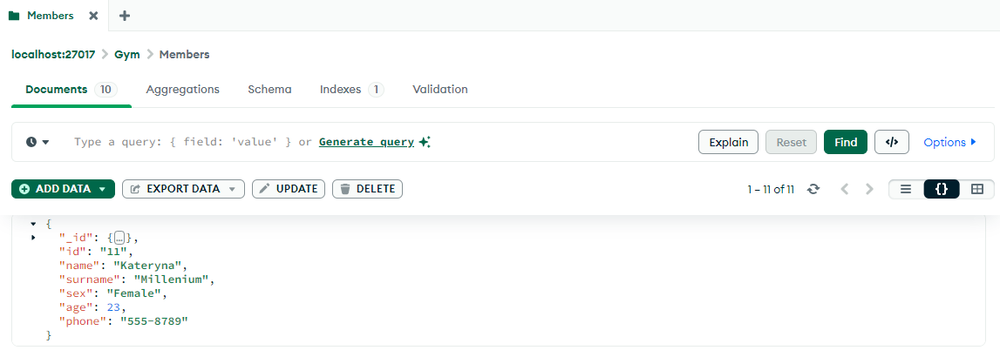 Members
localhost:27017 > Gym > Members
Documents 10 Aggregations Schema Indexes 1 Validation
Type a query: { field: 'value' } or Generate query Explain Reset Find </> Options
ADD DATA EXPORT DATA UPDATE DELETE 1 – 11 of 11 {}
{
"_id": {…},
"id": "11",
"name": "Kateryna",
"surname": "Millenium",
"sex": "Female",
"age": 23,
"phone": "555-8789"
}